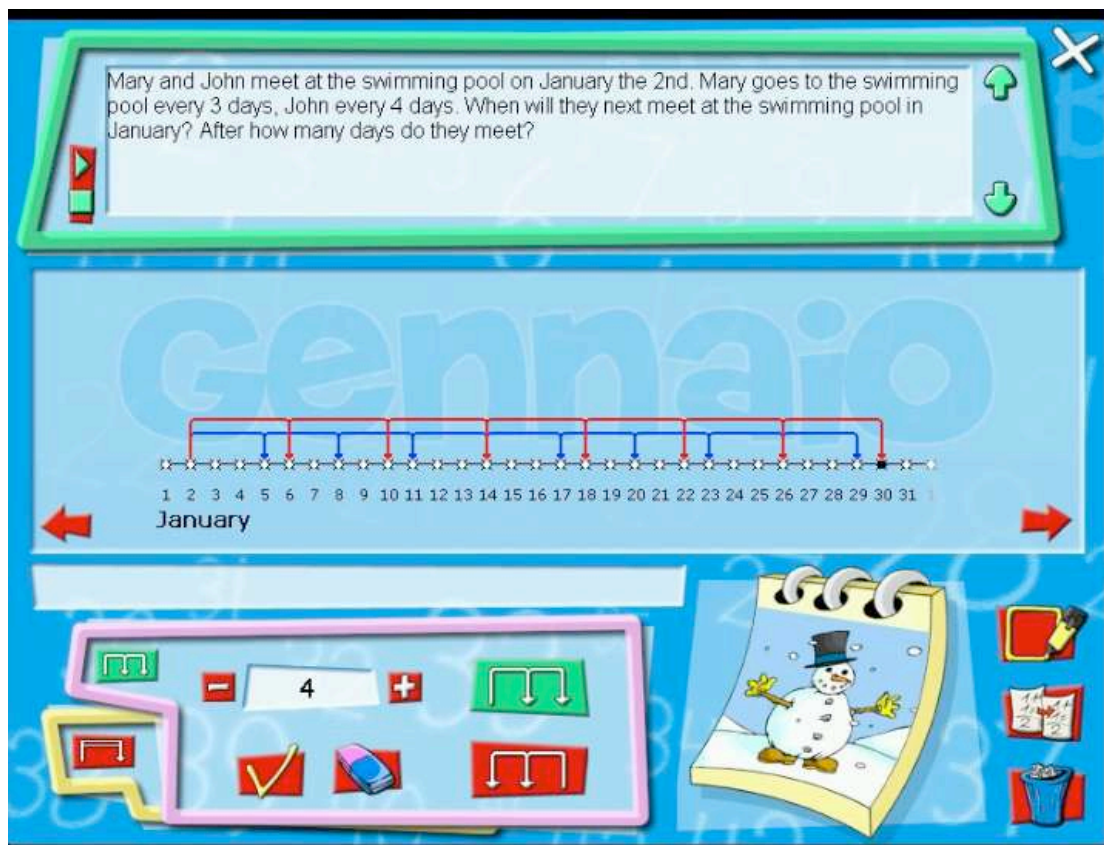 Mary and John meet at the swimming pool on January the 2nd. Mary goes to the swimming
pool every 3 days, John every 4 days. When will they next meet at the swimming pool in
January? After how many days do they meet?
Gennaio
1 2 3 4 5 6 7 8 9 10 11 12 13 14 15 16 17 18 19 20 21 22 23 24 25 26 27 28 29 30 31 1
January
4